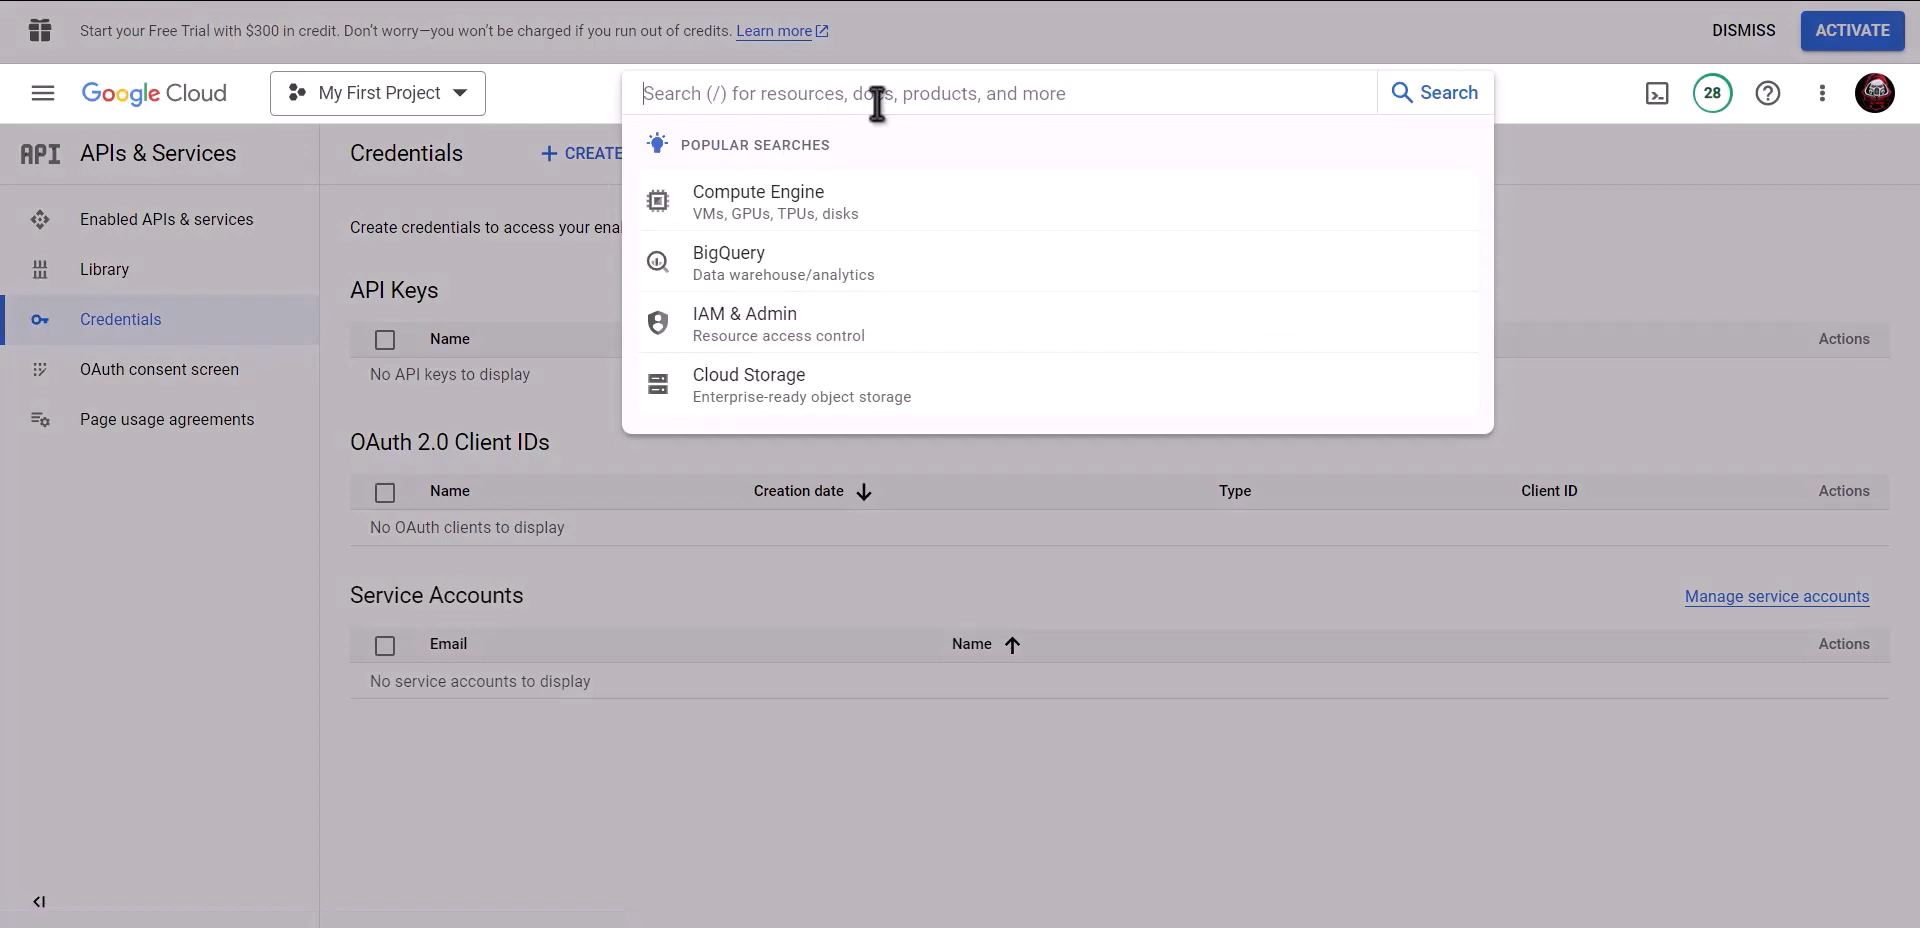 Start your Free Trial with $300 in credit. Don't worry—you won't be charged if you run out of credits. Learn more
DISMISS
ACTIVATE
Google Cloud
My First Project
Search (/) for resources, docs, products, and more
Search
28
API
APIs & Services
Credentials
CREATE
POPULAR SEARCHES
Compute Engine
VMs, GPUs, TPUs, disks
BigQuery
Data warehouse/analytics
IAM & Admin
Resource access control
Cloud Storage
Enterprise-ready object storage
Enabled APIs & services
Library
Credentials
OAuth consent screen
Page usage agreements
Create credentials to access your ena
API Keys
Name
Actions
No API keys to display
OAuth 2.0 Client IDs
Name
Creation date
Type
Client ID
Actions
No OAuth clients to display
Service Accounts
Manage service accounts
Email
Name
Actions
No service accounts to display